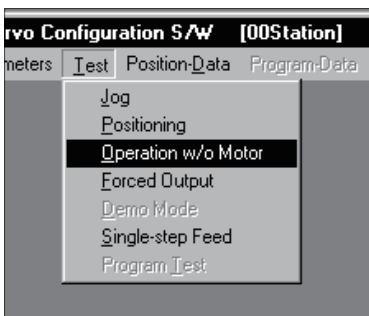 rvo Configuration S/W [00Station]
meters Test Position-Data Program-Data
Jog
Positioning
Operation w/o Motor
Forced Output
Demo Mode
Single-step Feed
Program Test